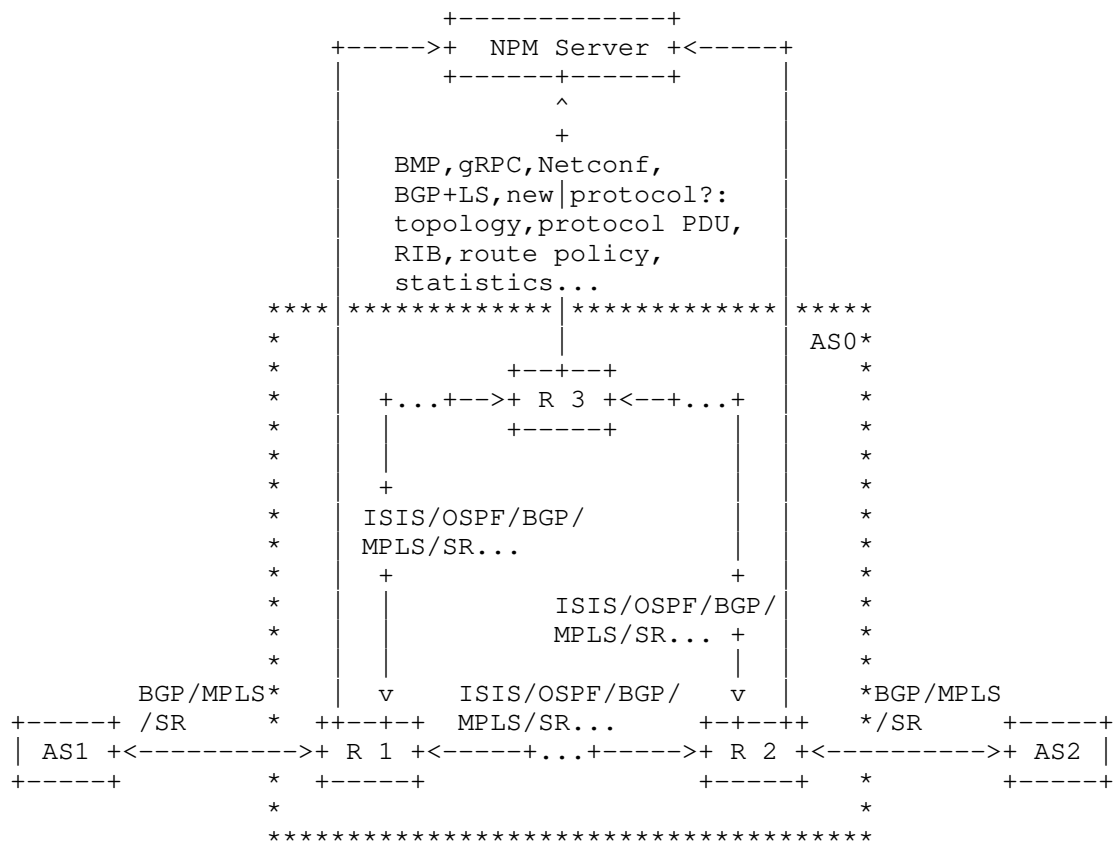 NPM Server
BMP,gRPC,Netconf,
BGP+LS,new protocol?:
topology,protocol PDU,
RIB,route policy,
statistics...
AS0
R 3
...
...
ISIS/OSPF/BGP/
MPLS/SR...
ISIS/OSPF/BGP/
MPLS/SR...
BGP/MPLS
/SR
ISIS/OSPF/BGP/
MPLS/SR...
BGP/MPLS
/SR
AS1
R 1
...
R 2
AS2